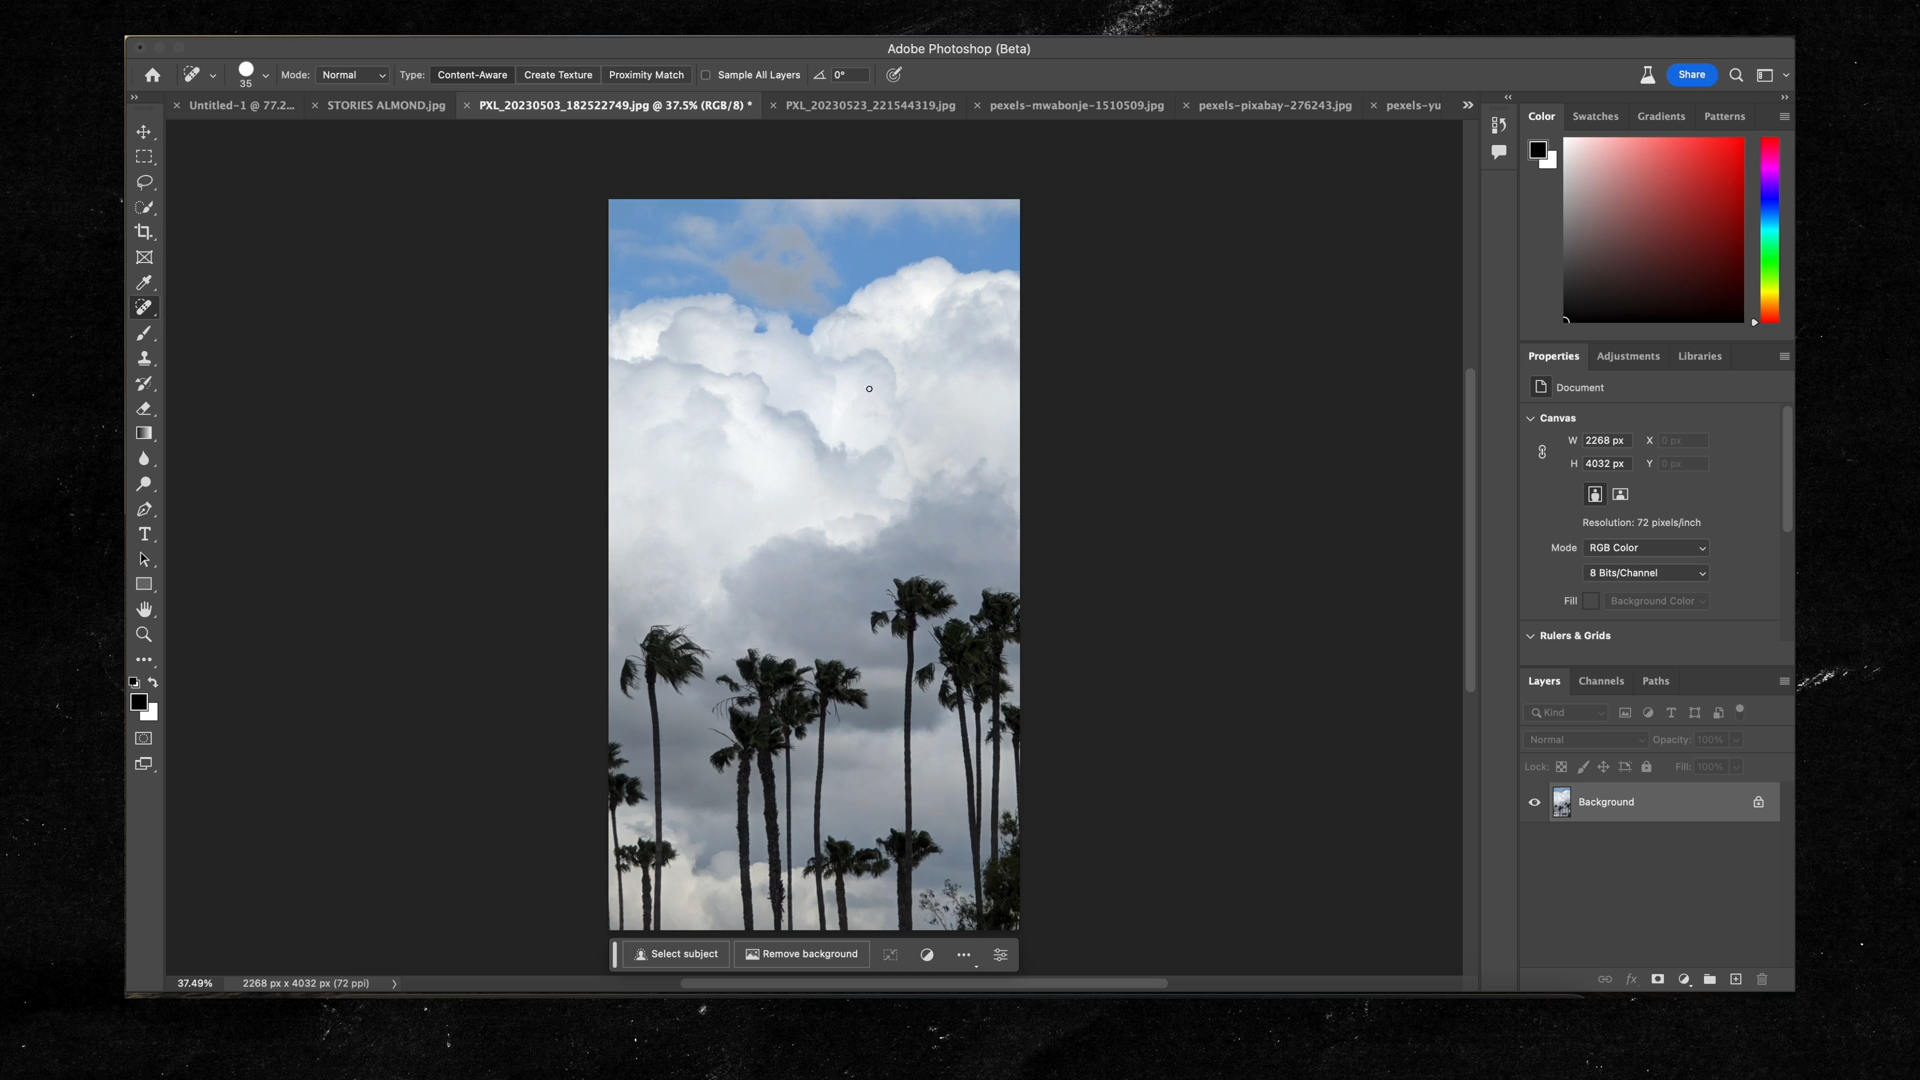 Adobe Photoshop (Beta)
35
Mode: Normal
Type: Content-Aware Create Texture Proximity Match
Sample All Layers
0°
Share
Untitled-1 @ 77.2...
STORIES ALMOND.jpg
PXL_20230503_182522749.jpg @ 37.5% (RGB/8) *
PXL_20230523_221544319.jpg
pexels-mwabonje-1510509.jpg
pexels-pixabay-276243.jpg
pexels-yu
Color Swatches Gradients Patterns
Properties Adjustments Libraries
Document
Canvas
W 2268 px X 0 px
H 4032 px Y 0 px
Resolution: 72 pixels/inch
Mode RGB Color
8 Bits/Channel
Fill Background Color
Rulers & Grids
Layers Channels Paths
Kind
Normal Opacity: 100%
Lock: Fill: 100%
Background
fx
Select subject
Remove background
37.49% 2268 px x 4032 px (72 ppi)